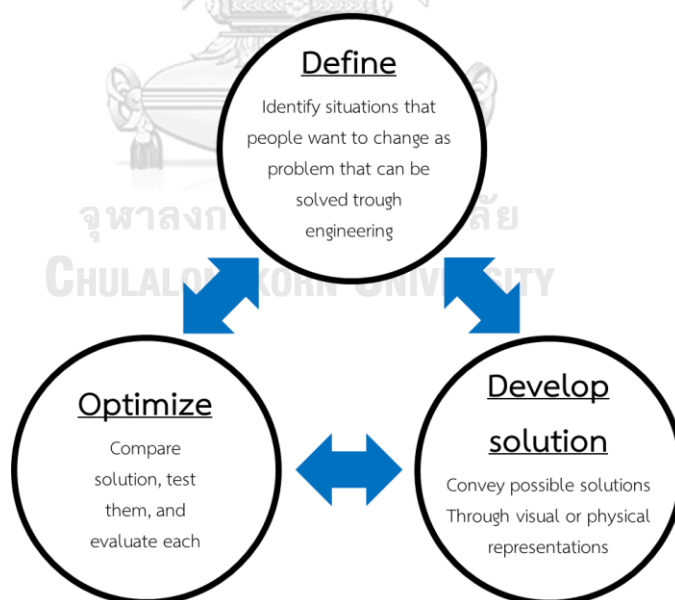 Define
Identify situations that
people want to change as
problem that can be
solved trough
engineering
Optimize
Compare
solution, test
them, and
evaluate each
Develop
solution
Convey possible solutions
Through visual or physical
representations